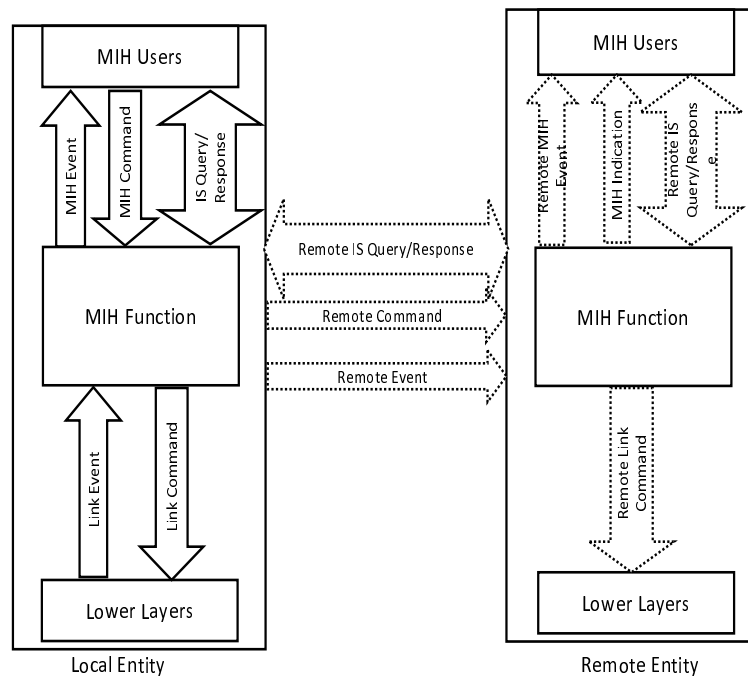 MIH Users
MIH Event
MIH Command
IS Query/
Response
MIH Function
Link Event
Link Command
Lower Layers
Local Entity
Remote IS Query/Response
Remote Command
Remote Event
MIH Users
Remote MIH
Event
MIH Indication
Remote IS
Query/Respons
e
MIH Function
Remote Link
Command
Lower Layers
Remote Entity